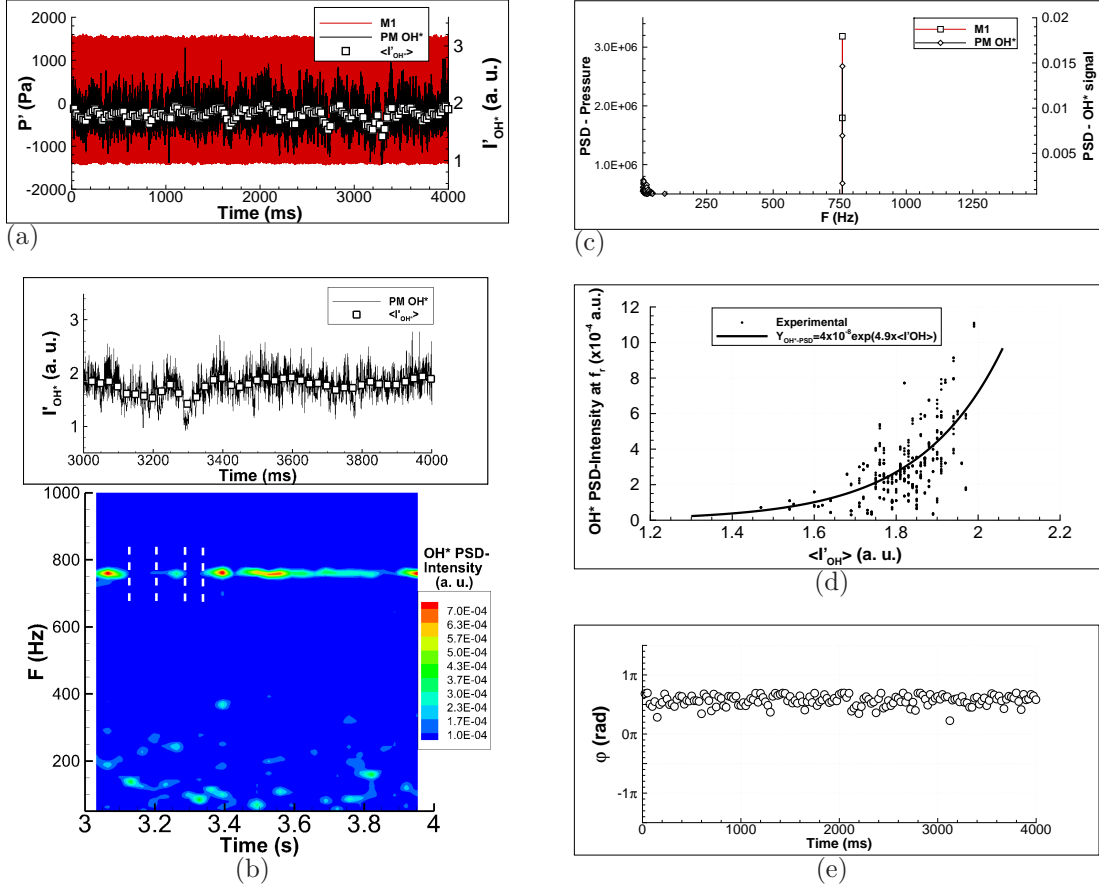 2000
1000
0
-1000
-2000
P' (Pa)
0
1000
2000
3000
4000
Time (ms)
3
2
1
I'OH* (a. u.)
M1
PM OH*
<I'OH*>
(a)
3.0E+06
2.0E+06
1.0E+06
PSD - Pressure
250
500
750
1000
1250
F (Hz)
0.02
0.015
0.01
0.005
PSD - OH* signal
M1
PM OH*
(c)
3
2
1
I'OH* (a. u.)
3000
3200
3400
3600
3800
4000
Time (ms)
PM OH*
<I'OH*>
1000
800
600
400
200
F (Hz)
3
3.2
3.4
3.6
3.8
4
Time (s)
OH* PSD-
Intensity
(a. u.)
7.0E-04
6.3E-04
5.7E-04
5.0E-04
4.3E-04
3.7E-04
3.0E-04
2.3E-04
1.7E-04
1.0E-04
(b)
12
10
8
6
4
2
0
OH* PSD-Intensity at fr (x10-4 a.u.)
1.2
1.4
1.6
1.8
2
2.2
<I'OH> (a. u.)
Experimental
YOH*-PSD=4x10-8exp(4.9x<I'OH>)
(d)
1π
0π
-1π
φ (rad)
0
1000
2000
3000
4000
Time (ms)
(e)